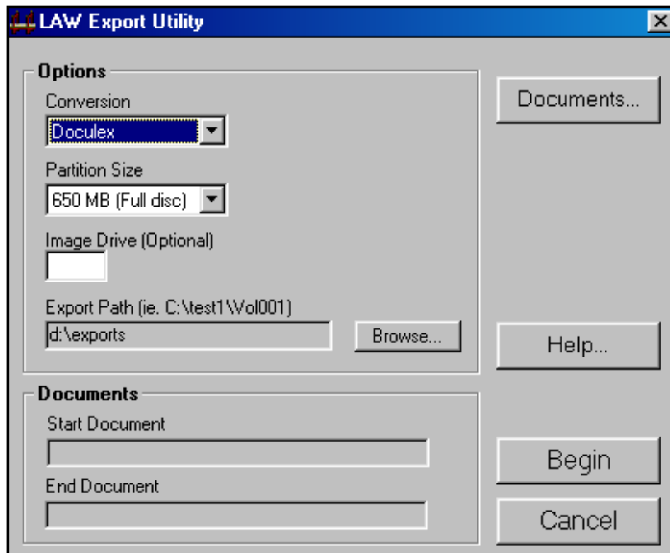 LAW Export Utility
Options
Conversion
Doculex
Partition Size
650 MB (Full disc)
Image Drive (Optional)
Export Path (ie. C:\test1\Vol001)
d:\exports
Browse...
Documents
Start Document
End Document
Documents...
Help...
Begin
Cancel